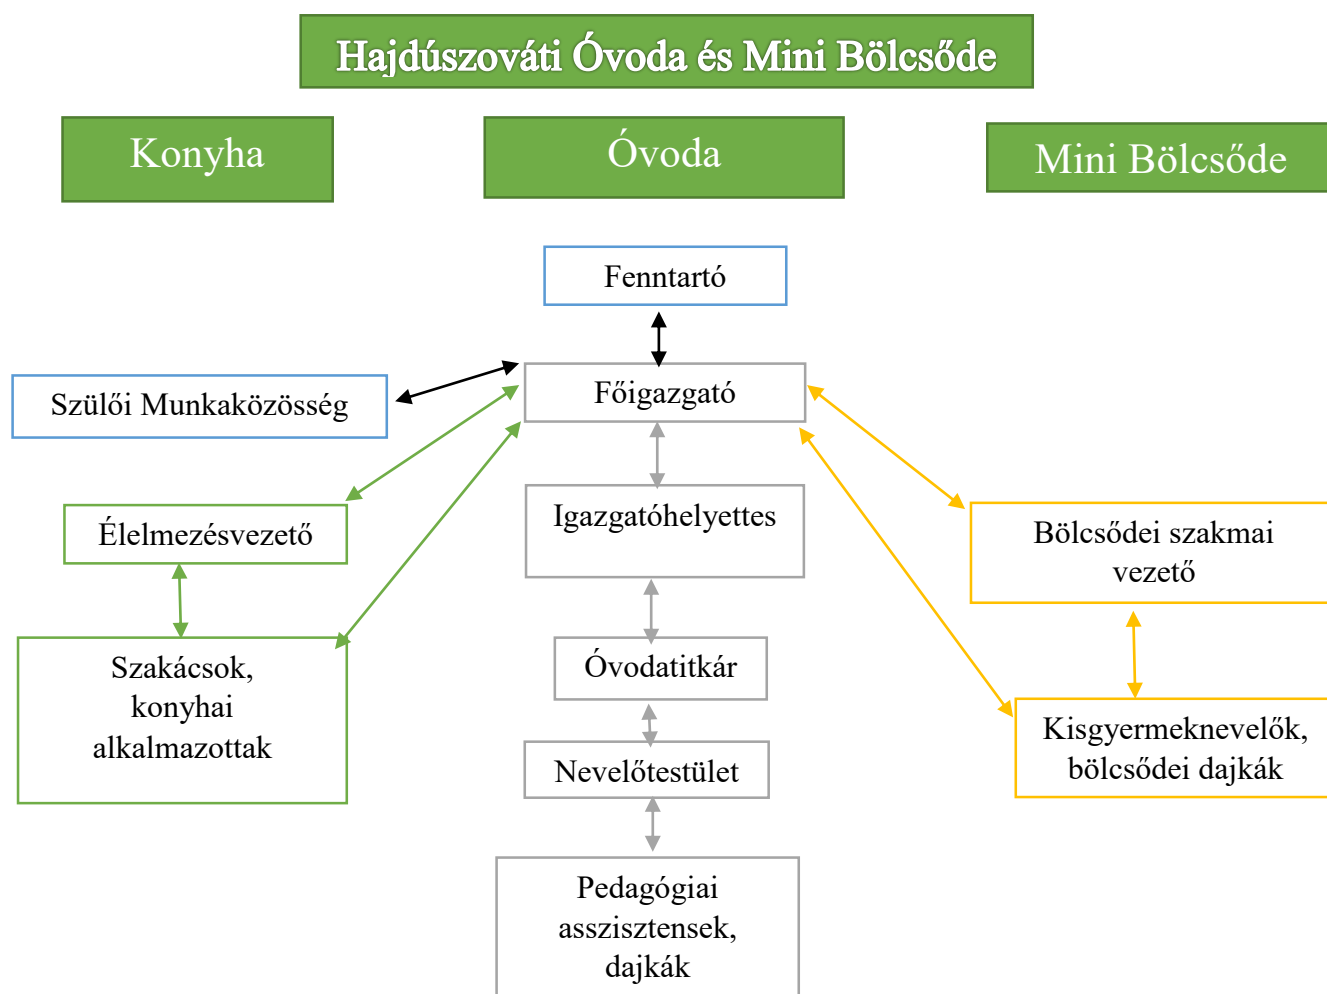 Hajdúszováti Óvoda és Mini Bölcsőde
Konyha
Óvoda
Mini Bölcsőde
Fenntartó
Szülői Munkaközösség
Főigazgató
Élelmezésvezető
Igazgatóhelyettes
Bölcsődei szakmai
vezető
Szakácsok,
konyhai
alkalmazottak
Óvodatitkár
Nevelőtestület
Kisgyermeknevelők,
bölcsődei dajkák
Pedagógiai
asszisztensek,
dajkák